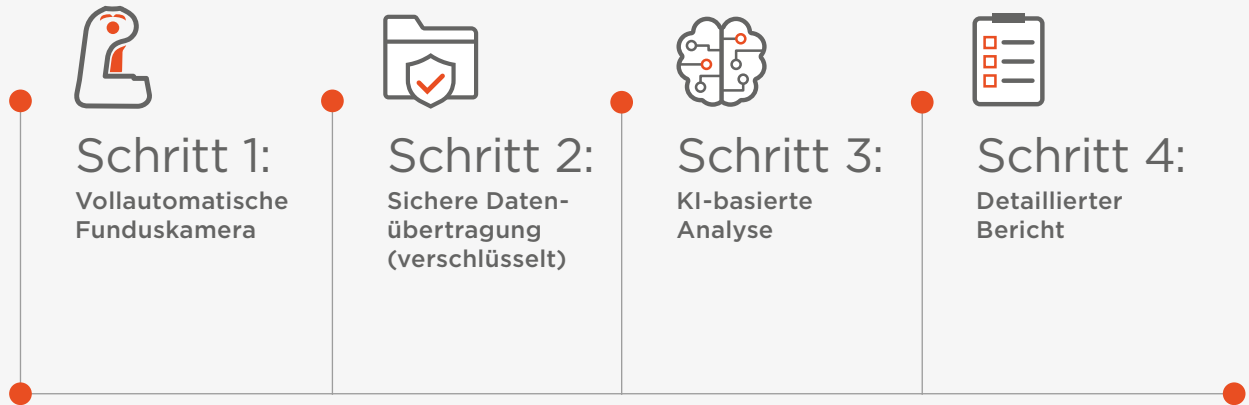 Schritt 1:
Vollautomatische
Funduskamera
Schritt 2:
Sichere Daten-
übertragung
(verschlüsselt)
Schritt 3:
KI-basierte
Analyse
Schritt 4:
Detaillierter
Bericht